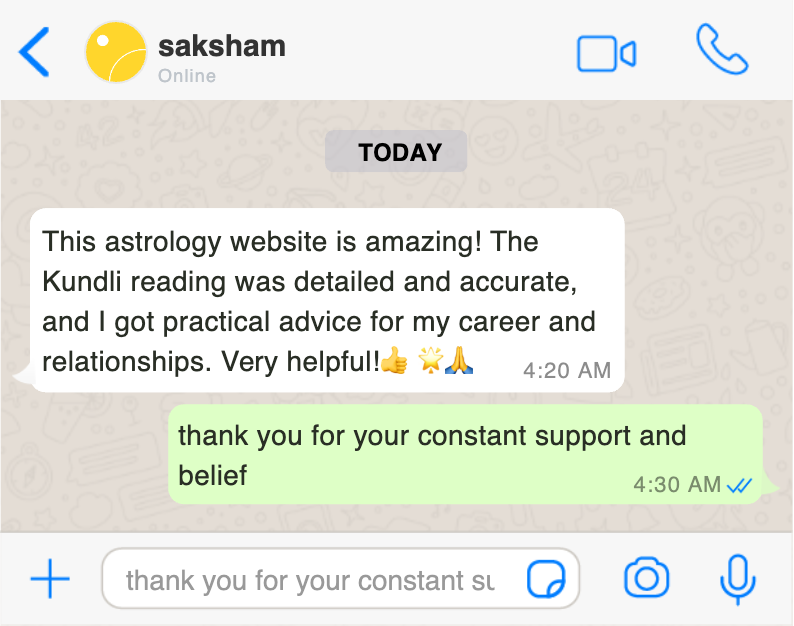 saksham
Online
TODAY
This astrology website is amazing! The
Kundli reading was detailed and accurate,
and I got practical advice for my career and
relationships. Very helpful!👍 🌟🙏
4:20 AM
thank you for your constant support and
belief
4:30 AM
thank you for your constant su